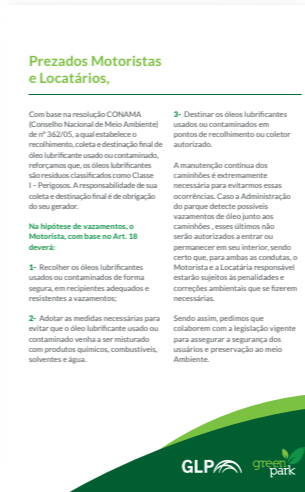 Prezados Motoristas
e Locatários,
Com base na resolução CONAMA
(Conselho Nacional de Meio Ambiente)
de nº 362/05, a qual estabelece o
recolhimento, coleta e destinação final de
óleo lubrificante usado ou contaminado,
reforçamos que, os óleos lubrificantes
são resíduos classificados como Classe
I – Perigosos. A responsabilidade de sua
coleta e destinação final é de obrigação
do seu gerador.
Na hipótese de vazamentos, o
Motorista, com base no Art. 18
deverá:
1- Recolher os óleos lubrificantes
usados ou contaminados de forma
segura, em recipientes adequados e
resistentes a vazamentos;
2- Adotar as medidas necessárias para
evitar que o óleo lubrificante usado ou
contaminado venha a ser misturado
com produtos químicos, combustíveis,
solventes e água.
3- Destinar os óleos lubrificantes
usados ou contaminados em
pontos de recolhimento ou coletor
autorizado.
A manutenção contínua dos
caminhões é extremamente
necessária para evitarmos essas
ocorrências. Caso a Administração
do parque detecte possíveis
vazamentos de óleo junto aos
caminhões , esses últimos não
serão autorizados a entrar ou
permanecer em seu interior, sendo
certo que, para ambas as condutas, o
Motorista e a Locatária responsável
estarão sujeitos às penalidades e
correções ambientais que se fizerem
necessárias.
Sendo assim, pedimos que
colaborem com a legislação vigente
para assegurar a segurança dos
usuários e preservação ao meio
Ambiente.
GLP
green
park